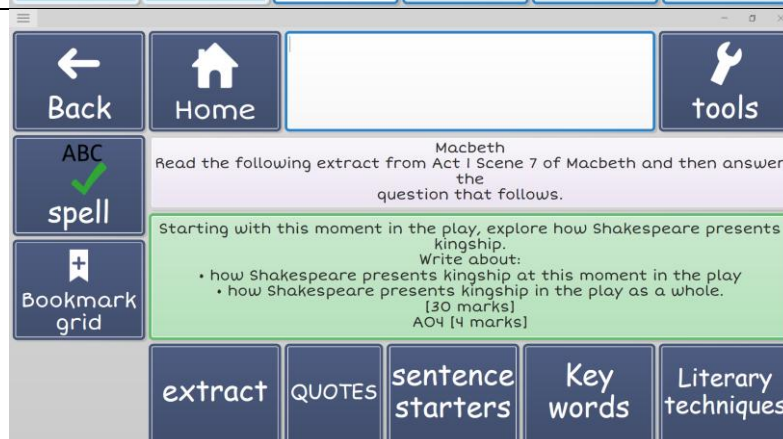 Back
Home
tools
ABC
spell
Macbeth
Read the following extract from Act I Scene 7 of Macbeth and then answer
the
question that follows.
Starting with this moment in the play, explore how Shakespeare presents
kingship.
Write about:
• how Shakespeare presents kingship at this moment in the play
• how Shakespeare presents kingship in the play as a whole.
[30 marks]
AO4 [4 marks]
Bookmark
grid
extract
QUOTES
sentence
starters
Key
words
Literary
techniques